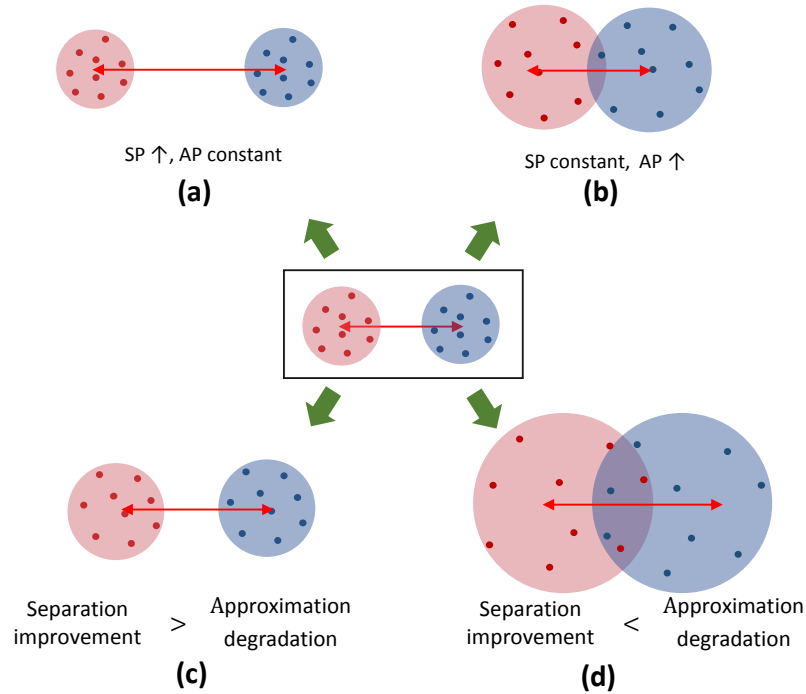 SP ↑, AP constant
(a)
SP constant, AP ↑
(b)
Separation improvement > Approximation degradation
(c)
Separation improvement < Approximation degradation
(d)